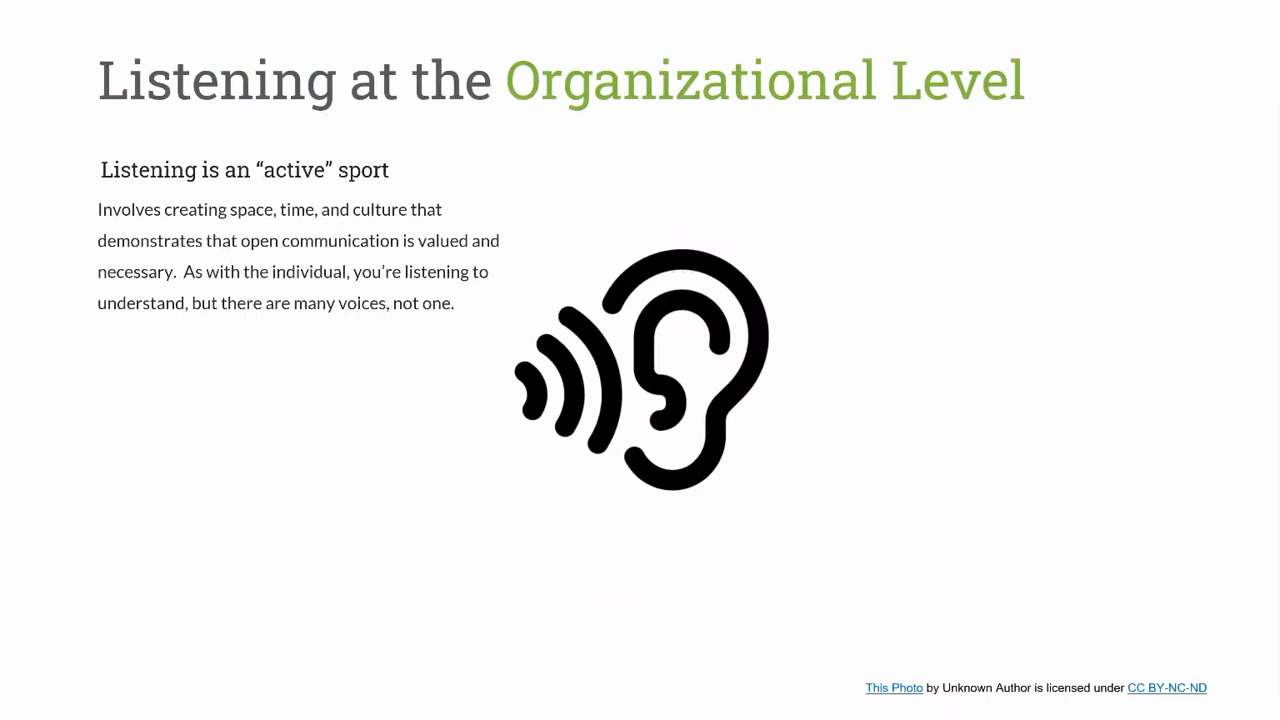 Listening at the Organizational Level
Listening is an “active” sport
Involves creating space, time, and culture that
demonstrates that open communication is valued and
necessary.  As with the individual, you’re listening to
understand, but there are many voices, not one.
This Photo by Unknown Author is licensed under CC BY-NC-ND